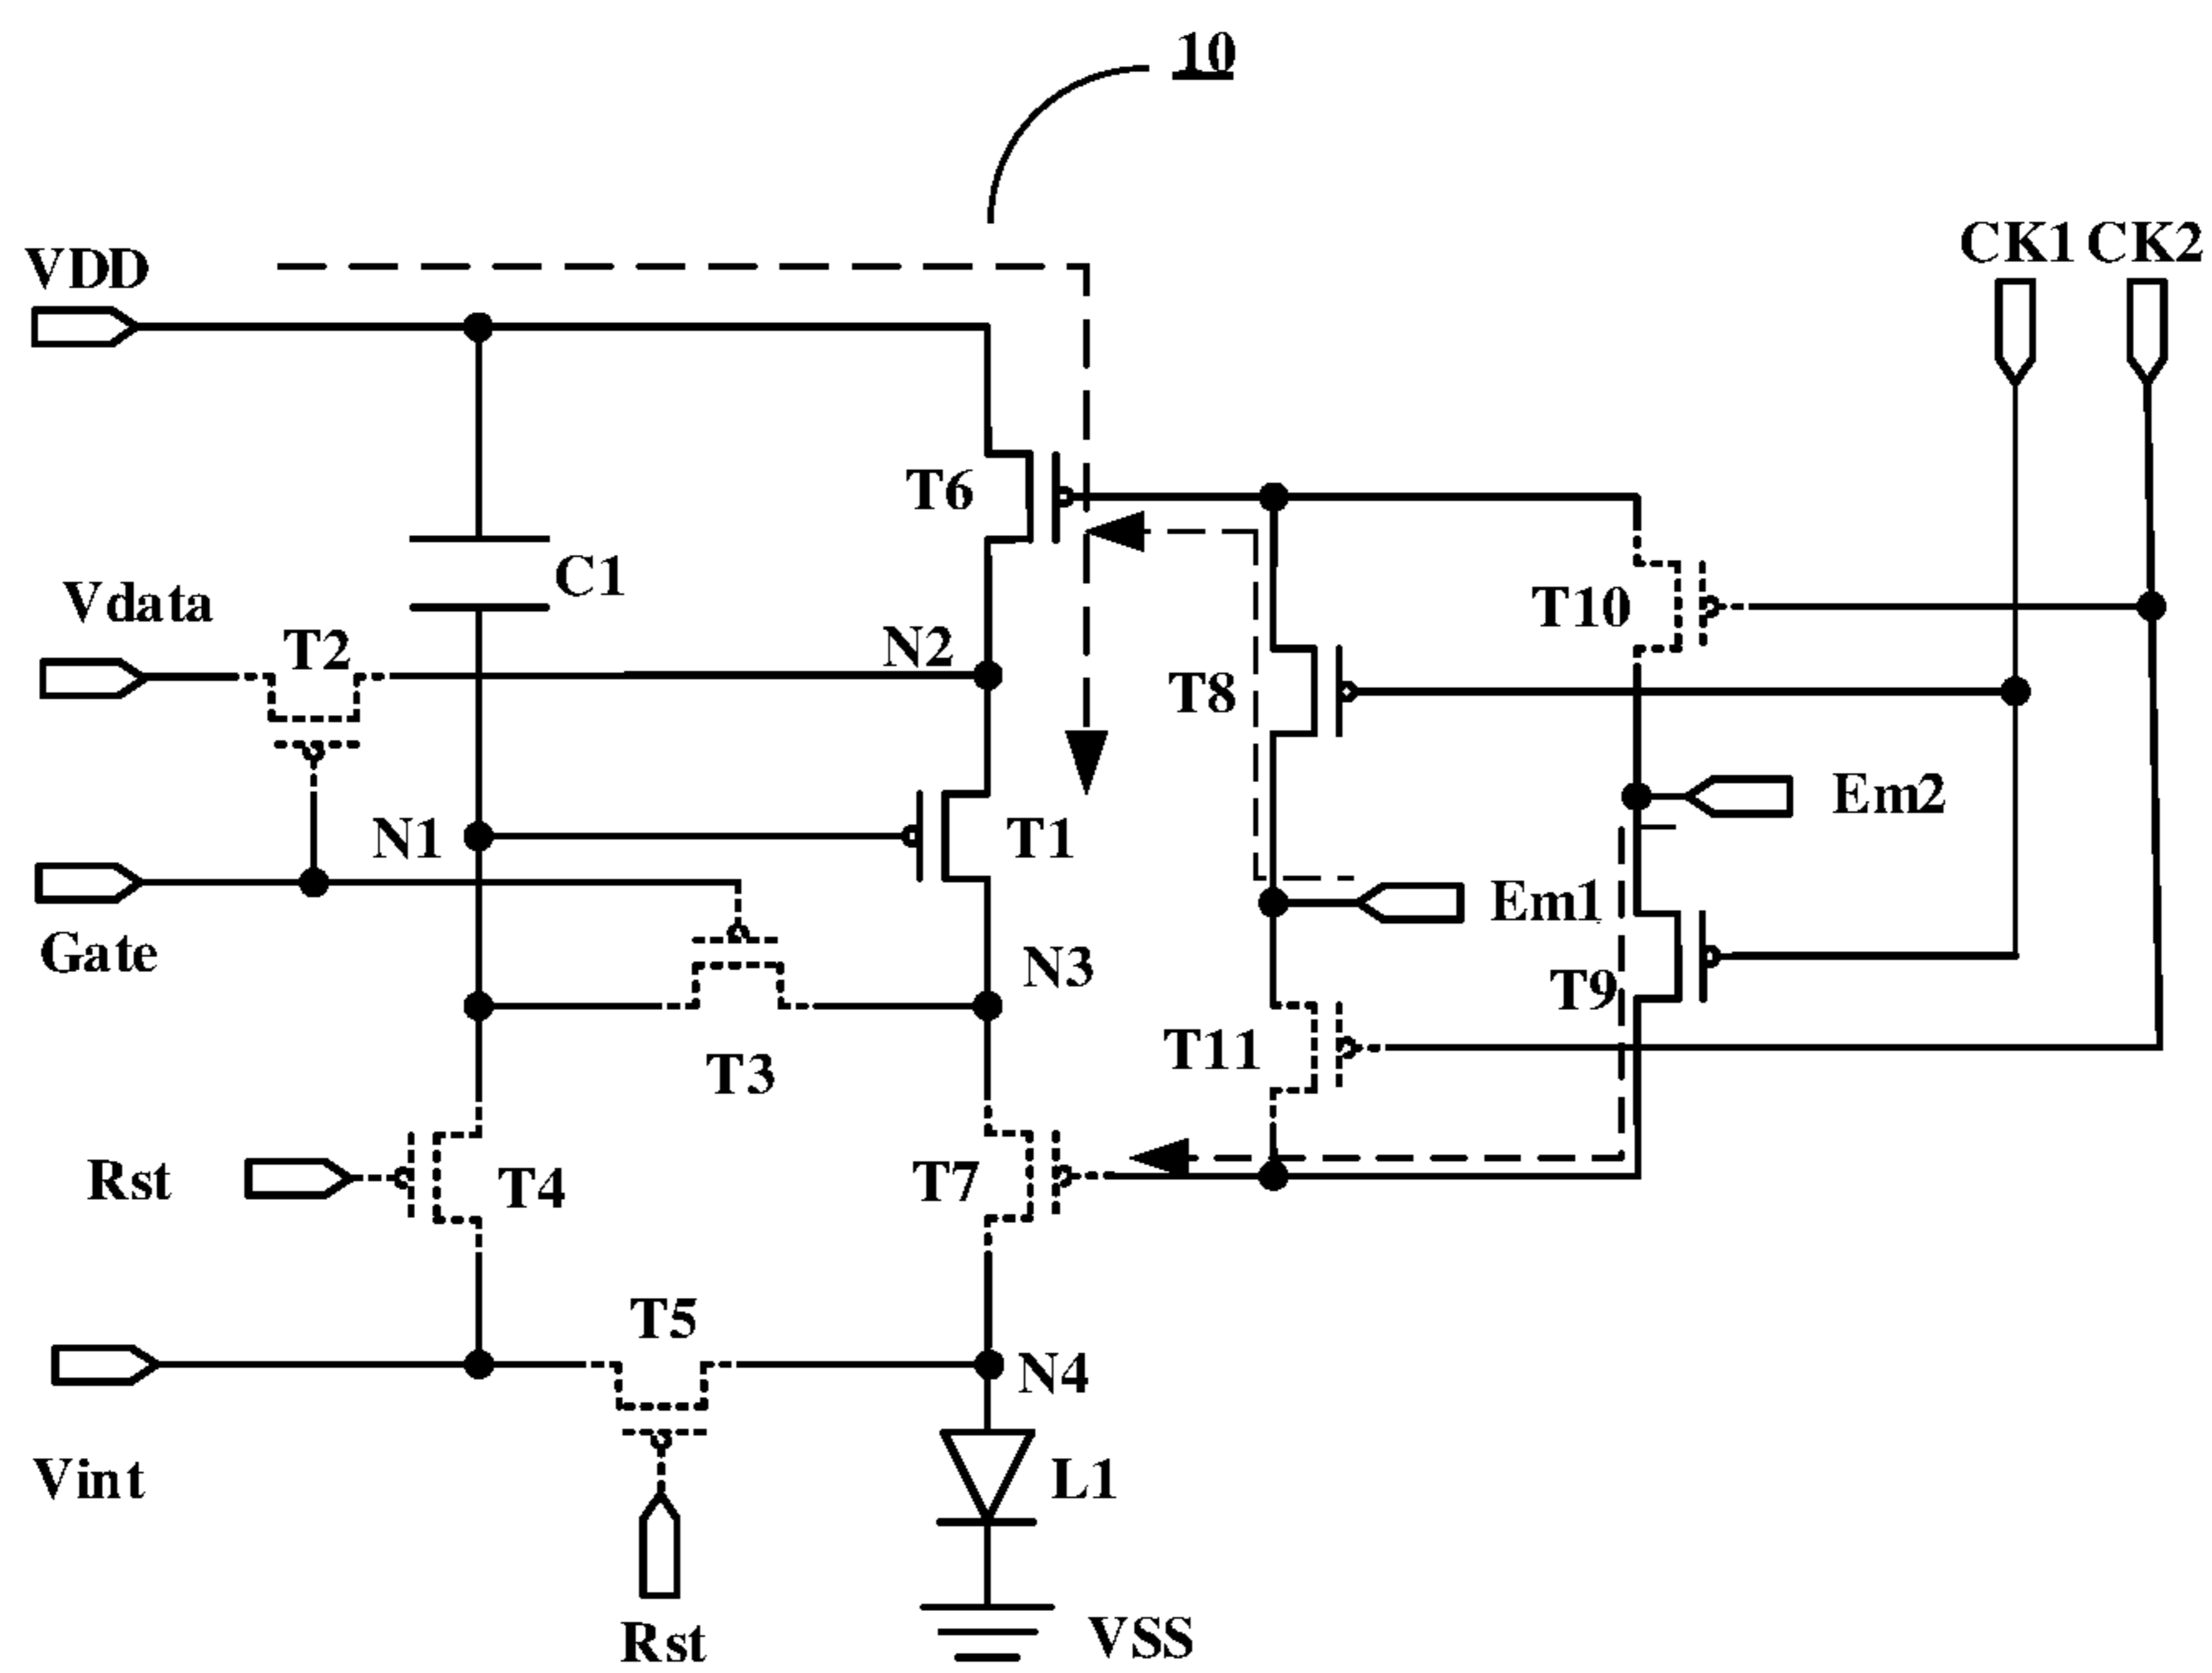 10
VDD
CK1 CK2
T6
C1
T10
Vdata
T2
N2
T8
Em2
N1
T1
Em1
Gate
N3
T9
T11
T3
Rst
T4
T7
T5
N4
Vint
L1
Rst
VSS